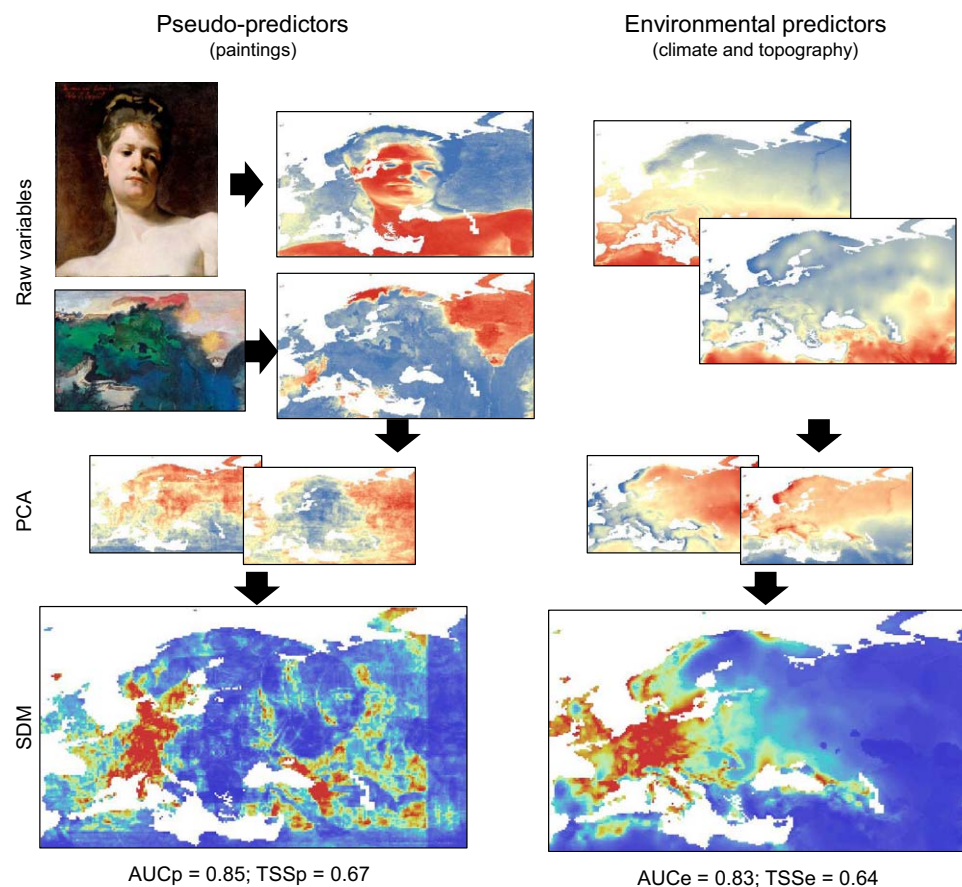 Pseudo-predictors
(paintings)
Environmental predictors
(climate and topography)
Raw variables
PCA
SDM
AUCp = 0.85; TSSp = 0.67
AUCe = 0.83; TSSe = 0.64